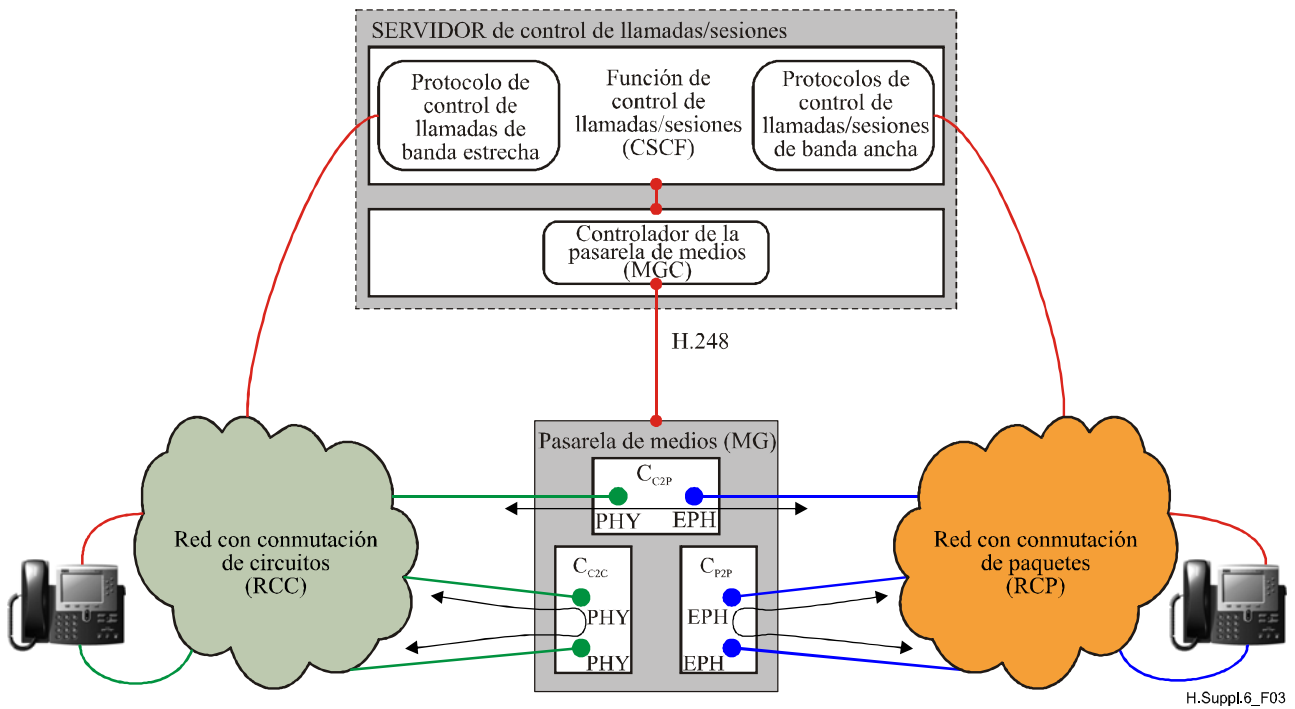 SERVIDOR de control de llamadas/sesiones
Protocolo de
control de
llamadas de
banda estrecha
Función de
control de
llamadas/sesiones
(CSCF)
Protocolos de
control de
llamadas/sesiones
de banda ancha
Controlador de la
pasarela de medios
(MGC)
H.248
Pasarela de medios (MG)
C_C2P
PHY EPH
Red con conmutación
de circuitos
(RCC)
C_C2C
PHY
PHY
C_P2P
EPH
EPH
Red con conmutación
de paquetes
(RCP)
H.Suppl.6_F03